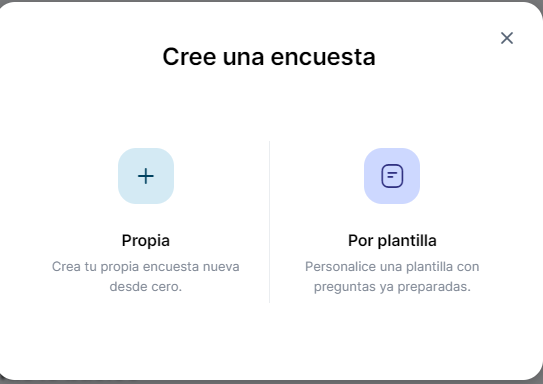 Cree una encuesta
Propia
Crea tu propia encuesta nueva
desde cero.
Por plantilla
Personalice una plantilla con
preguntas ya preparadas.